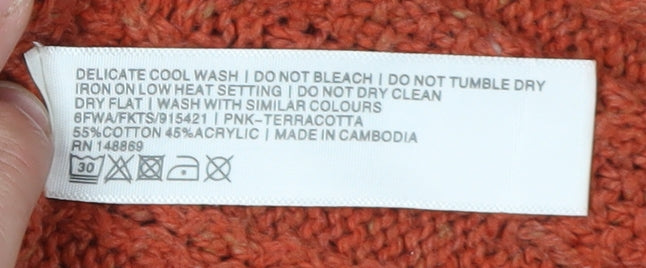 DELICATE COOL WASH | DO NOT BLEACH | DO NOT TUMBLE DRY
IRON ON LOW HEAT SETTING | DO NOT DRY CLEAN
DRY FLAT | WASH WITH SIMILAR COLOURS
6FWA/FKTS/915421 | PNK-TERRACOTTA
55%COTTON 45%ACRYLIC | MADE IN CAMBODIA
RN 148869
30